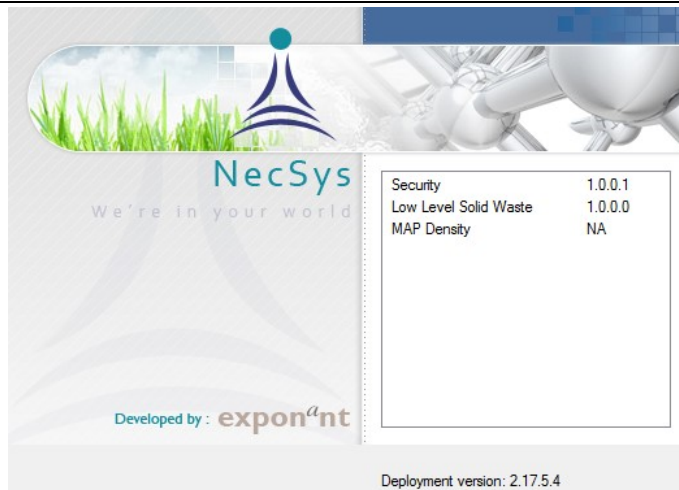 NecSys
We're in your world
Security 1.0.0.1
Low Level Solid Waste 1.0.0.0
MAP Density NA
Developed by : exponant
Deployment version: 2.17.5.4